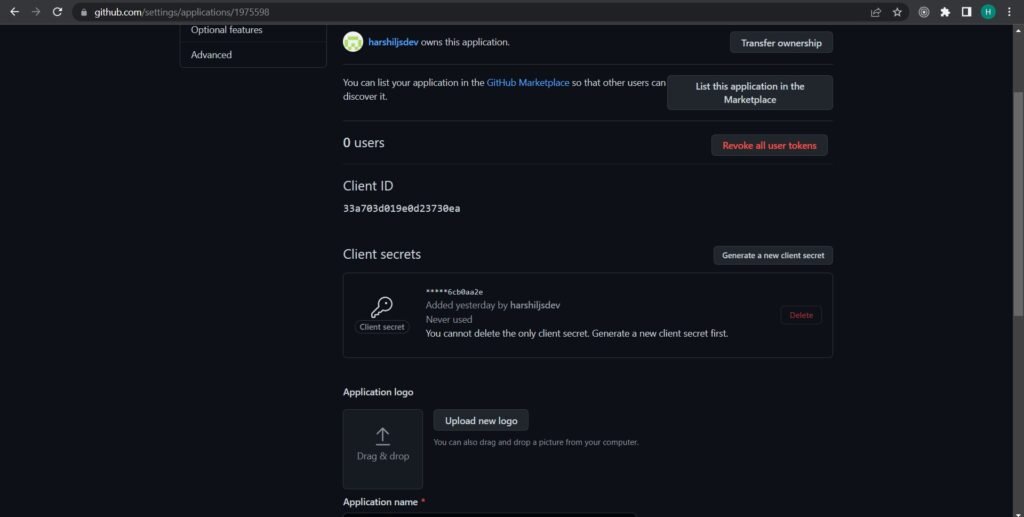 github.com/settings/applications/1975598
H
Optional features
Advanced
harshiljsdev owns this application.
Transfer ownership
You can list your application in the GitHub Marketplace so that other users can
discover it.
List this application in the
Marketplace
0 users
Revoke all user tokens
Client ID
33a703d019e0d23730ea
Client secrets
Generate a new client secret
*****6cb0aa2e
Added yesterday by harshiljsdev
Never used
You cannot delete the only client secret. Generate a new client secret first.
Client secret
Delete
Application logo
Drag & drop
Upload new logo
You can also drag and drop a picture from your computer.
Application name *